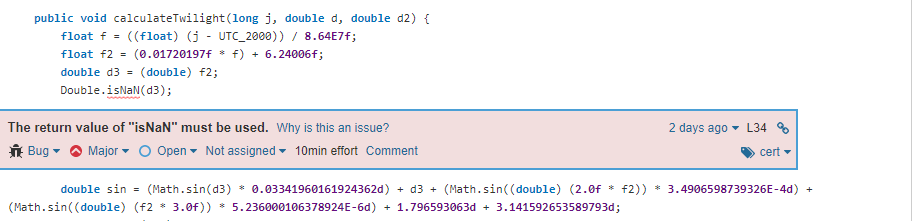 public void calculateTwilight(long j, double d, double d2) {
float f = ((float) (j - UTC_2000)) / 8.64E7f;
float f2 = (0.01720197f * f) + 6.24006f;
double d3 = (double) f2;
Double.isNaN(d3);
The return value of "isNaN" must be used. Why is this an issue? 2 days ago L34
Bug Major Open Not assigned 10min effort Comment cert
double sin = (Math.sin(d3) * 0.03341960161924362d) + d3 + (Math.sin((double) (2.0f * f2)) * 3.4906598739326E-4d) +
(Math.sin((double) (f2 * 3.0f)) * 5.236000106378924E-6d) + 1.796593063d + 3.141592653589793d;